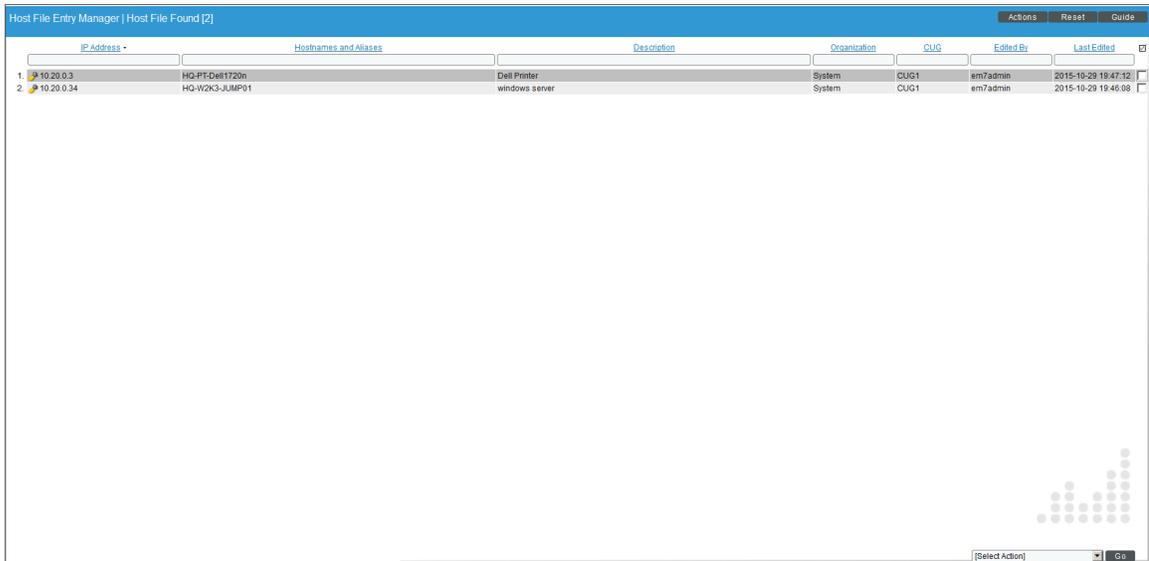 Host File Entry Manager | Host File Found [2]
Actions Reset Guide
IP Address Hostnames and Aliases Description Organization CUG Edited By Last Edited
1. 10.20.0.3 HQ-PT-Dell1720n Dell Printer System CUG1 em7admin 2015-10-29 19:47:12
2. 10.20.0.34 HQ-W2K3-JUMP01 windows server System CUG1 em7admin 2015-10-29 19:46:08
[Select Action] Go